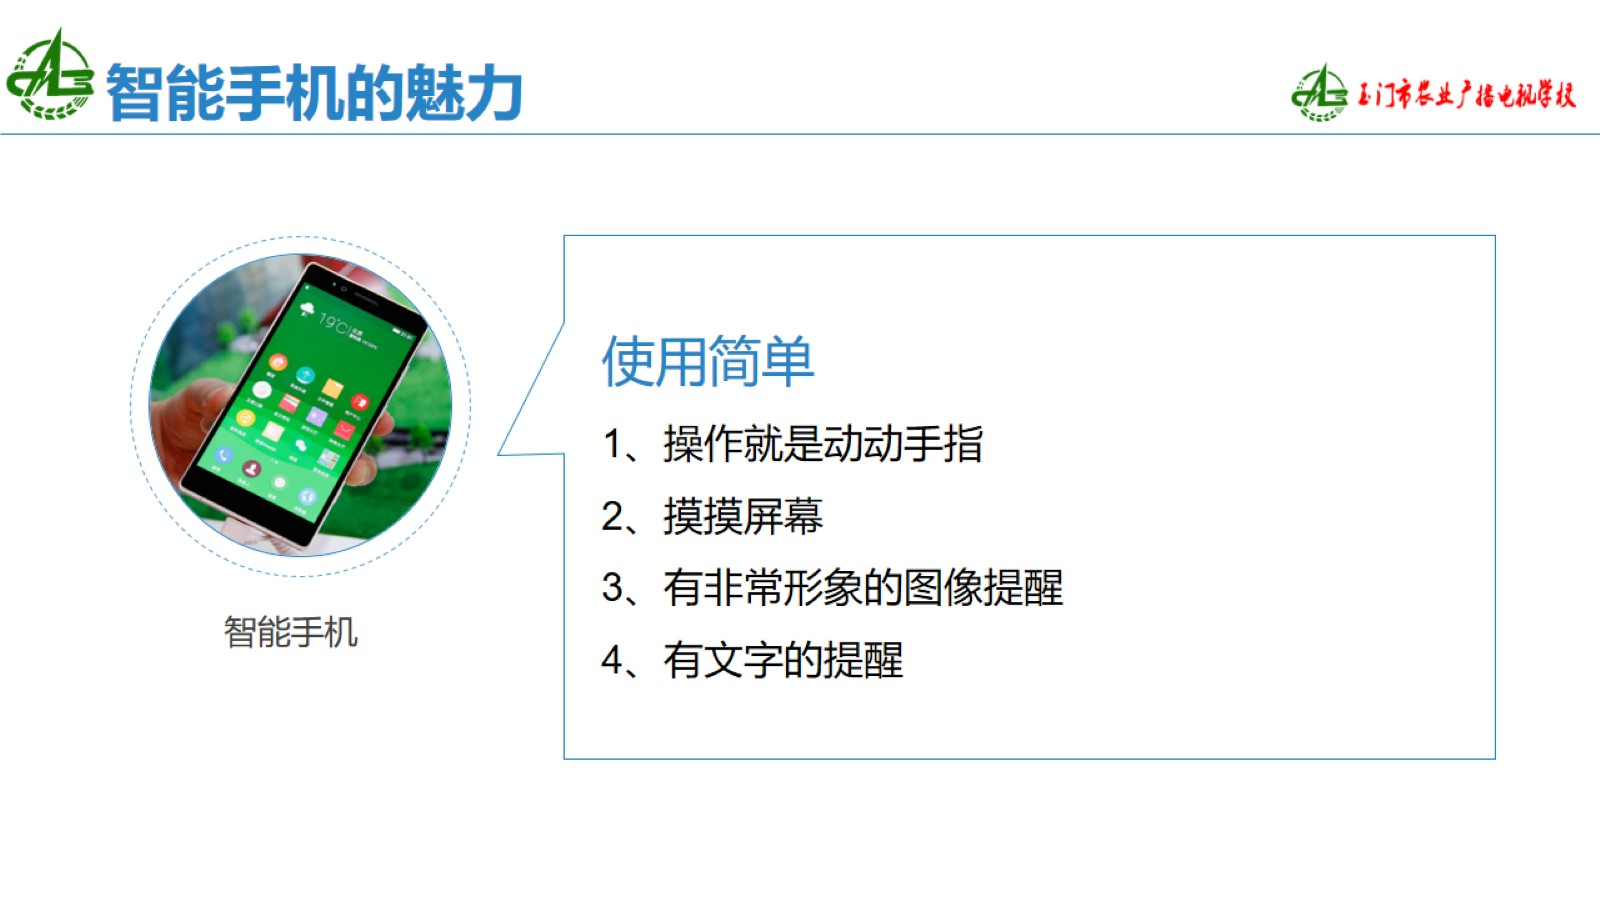 智能手机的魅力
玉门市农业广播电视学校
19°C
使用简单
1、操作就是动动手指
2、摸摸屏幕
3、有非常形象的图像提醒
4、有文字的提醒
智能手机